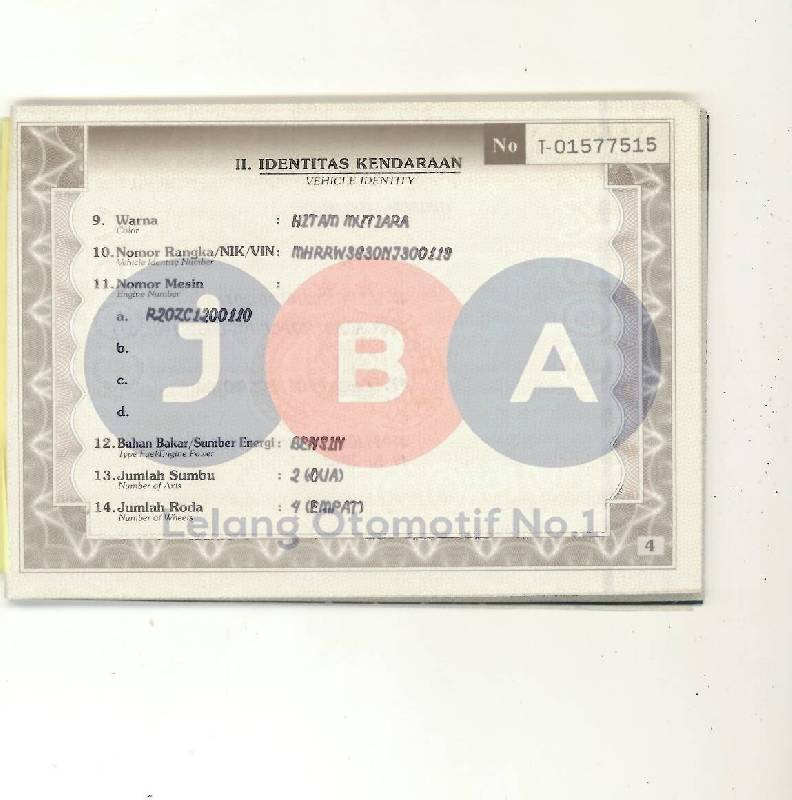 No T-01577515
II. IDENTITAS KENDARAAN
VEHICLE IDENTITY
9. Warna : HITAM MUTIARA
Color
10. Nomor Rangka/NIK/VIN :
Vehicle Identity Number
11. Nomor Mesin :
Engine Number
a. R20ZC1200110
b.
c.
d.
JBA
12. Bahan Bakar/Sumber Energi : BENSIN
Type Fuel/Engine Power
13. Jumlah Sumbu : 2 (DUA)
Number of Axis
14. Jumlah Roda : 4 (EMPAT)
Number of Wheels
Lelang Otomotif No.1
4